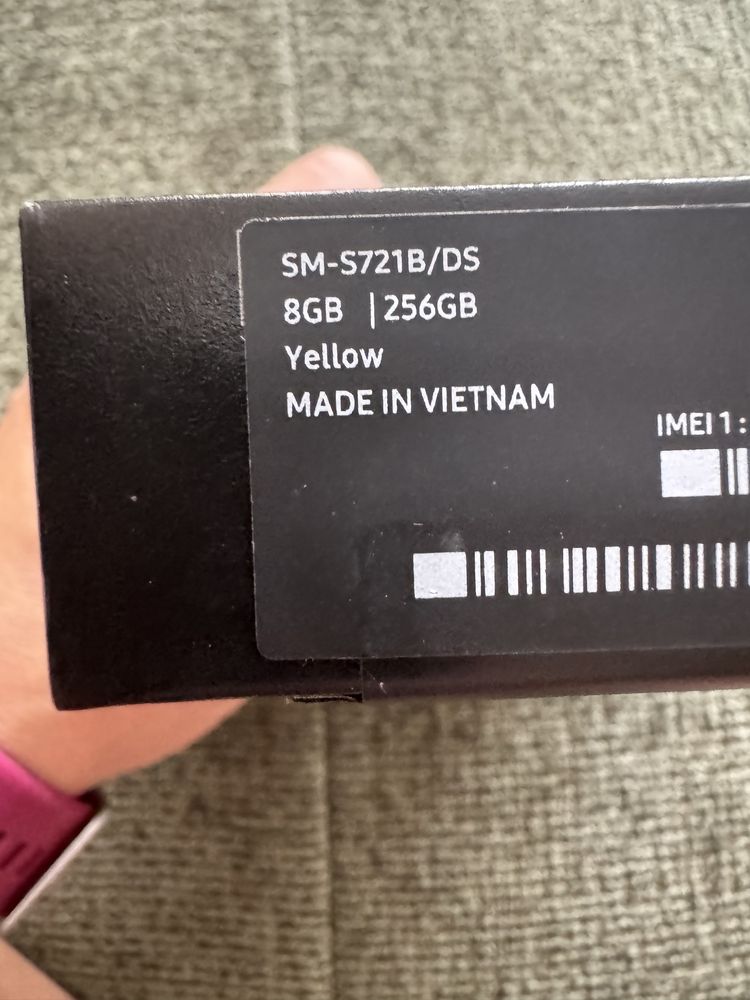 SM-S721B/DS
8GB | 256GB
Yellow
MADE IN VIETNAM
IMEI 1 :